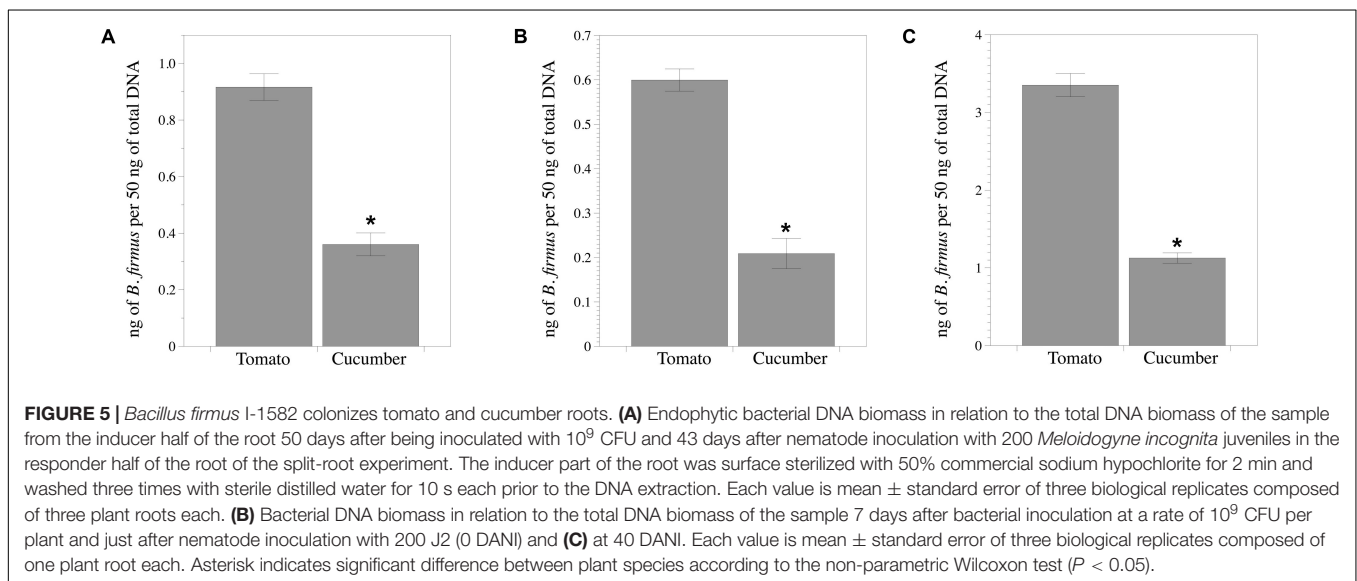 A
B
C
ng of B. firmus per 50 ng of total DNA
1.0
0.8
0.6
0.4
0.2
0
*
Tomato
Cucumber
ng of B. firmus per 50 ng of total DNA
0.7
0.6
0.5
0.4
0.3
0.2
0.1
0
*
Tomato
Cucumber
ng of B. firmus per 50 ng of total DNA
4
3
2
1
0
*
Tomato
Cucumber
FIGURE 5 | Bacillus firmus I-1582 colonizes tomato and cucumber roots. (A) Endophytic bacterial DNA biomass in relation to the total DNA biomass of the sample
from the inducer half of the root 50 days after being inoculated with 10⁹ CFU and 43 days after nematode inoculation with 200 Meloidogyne incognita juveniles in the
responder half of the root of the split-root experiment. The inducer part of the root was surface sterilized with 50% commercial sodium hypochlorite for 2 min and
washed three times with sterile distilled water for 10 s each prior to the DNA extraction. Each value is mean ± standard error of three biological replicates composed
of three plant roots each. (B) Bacterial DNA biomass in relation to the total DNA biomass of the sample 7 days after bacterial inoculation at a rate of 10⁹ CFU per
plant and just after nematode inoculation with 200 J2 (0 DANI) and (C) at 40 DANI. Each value is mean ± standard error of three biological replicates composed of
one plant root each. Asterisk indicates significant difference between plant species according to the non-parametric Wilcoxon test (P < 0.05).